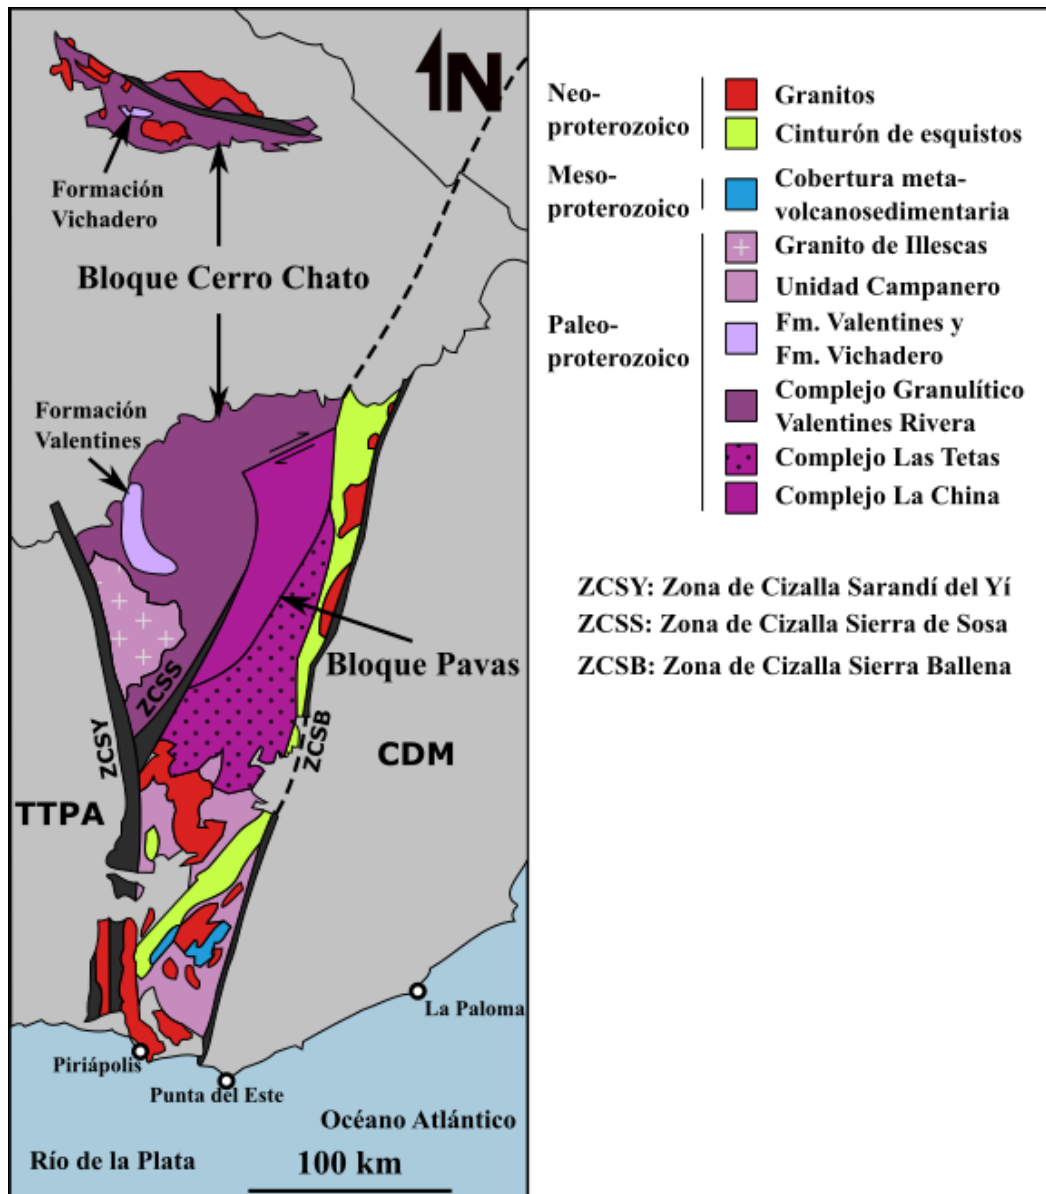 N
Formación
Vichadero
Bloque Cerro Chato
Formación
Valentines
ZCSS
Bloque Pavas
ZCSY
ZCSB
CDM
TTPA
La Paloma
Piriápolis
Punta del Este
Océano Atlántico
Río de la Plata
100 km
Neo-
proterozoico
Granitos
Cinturón de esquistos
Meso-
proterozoico
Cobertura meta-
volcanosedimentaria
Paleo-
proterozoico
Granito de Illescas
Unidad Campanero
Fm. Valentines y
Fm. Vichadero
Complejo Granulítico
Valentines Rivera
Complejo Las Tetas
Complejo La China
ZCSY: Zona de Cizalla Sarandí del Yí
ZCSS: Zona de Cizalla Sierra de Sosa
ZCSB: Zona de Cizalla Sierra Ballena